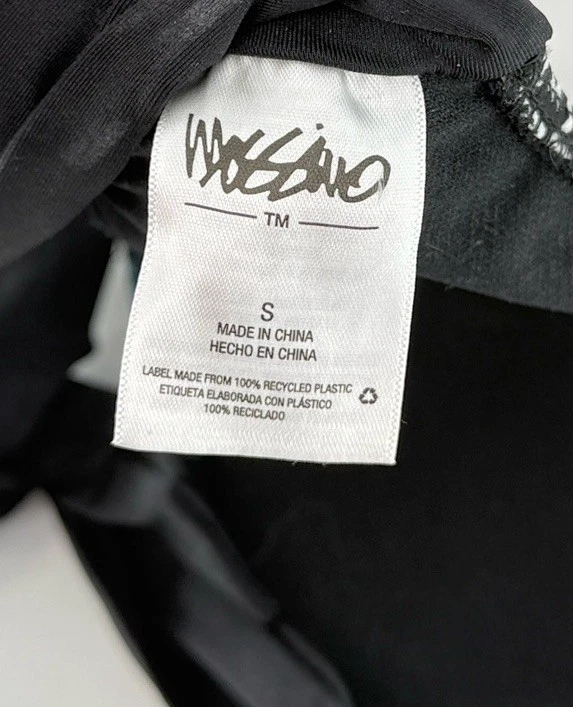 Mossimo
TM
S
MADE IN CHINA
HECHO EN CHINA
LABEL MADE FROM 100% RECYCLED PLASTIC
ETIQUETA ELABORADA CON PLÁSTICO
100% RECICLADO